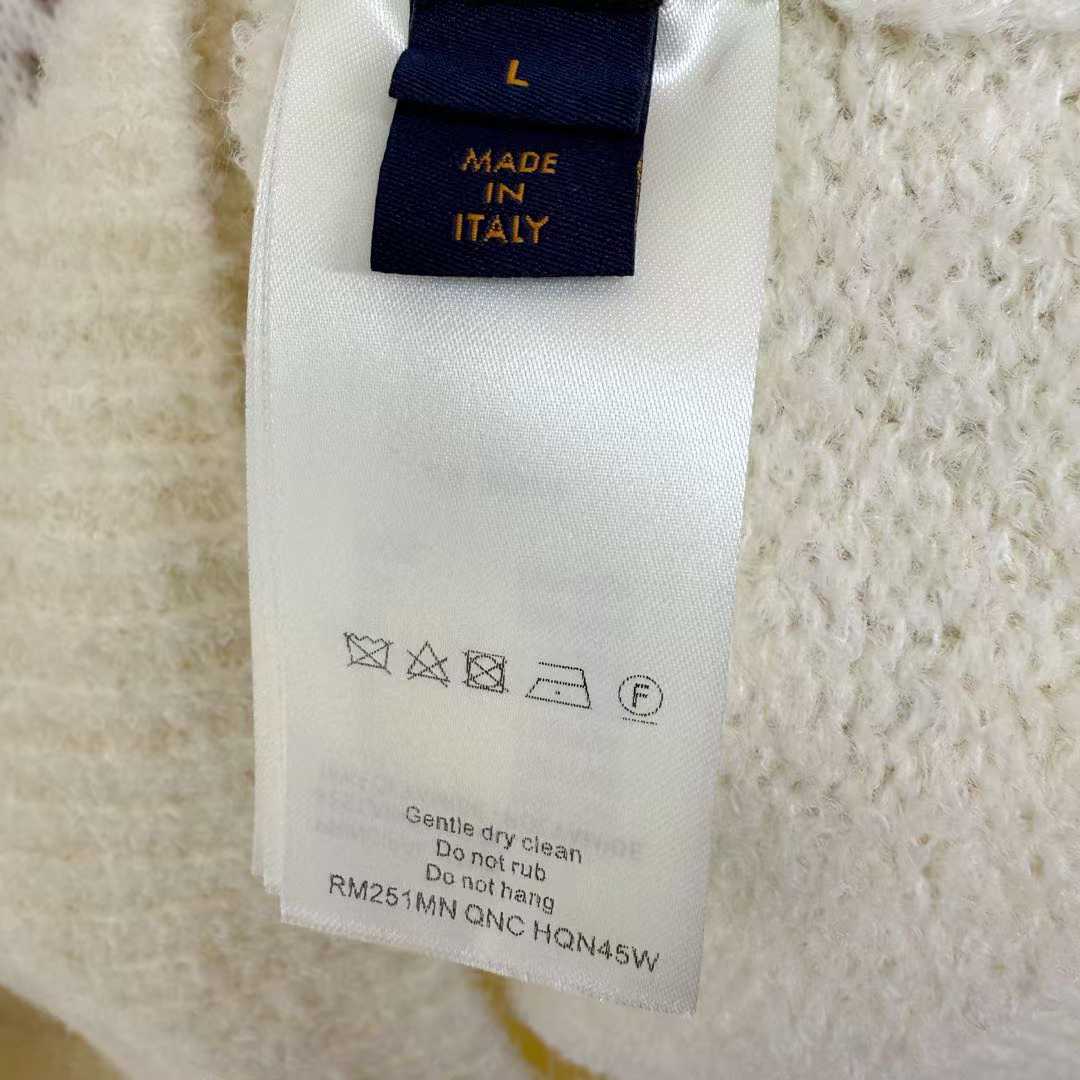 L
MADE
IN
ITALY
F
Gentle dry clean
Do not rub
Do not hang
RM251MN QNC HQN45W